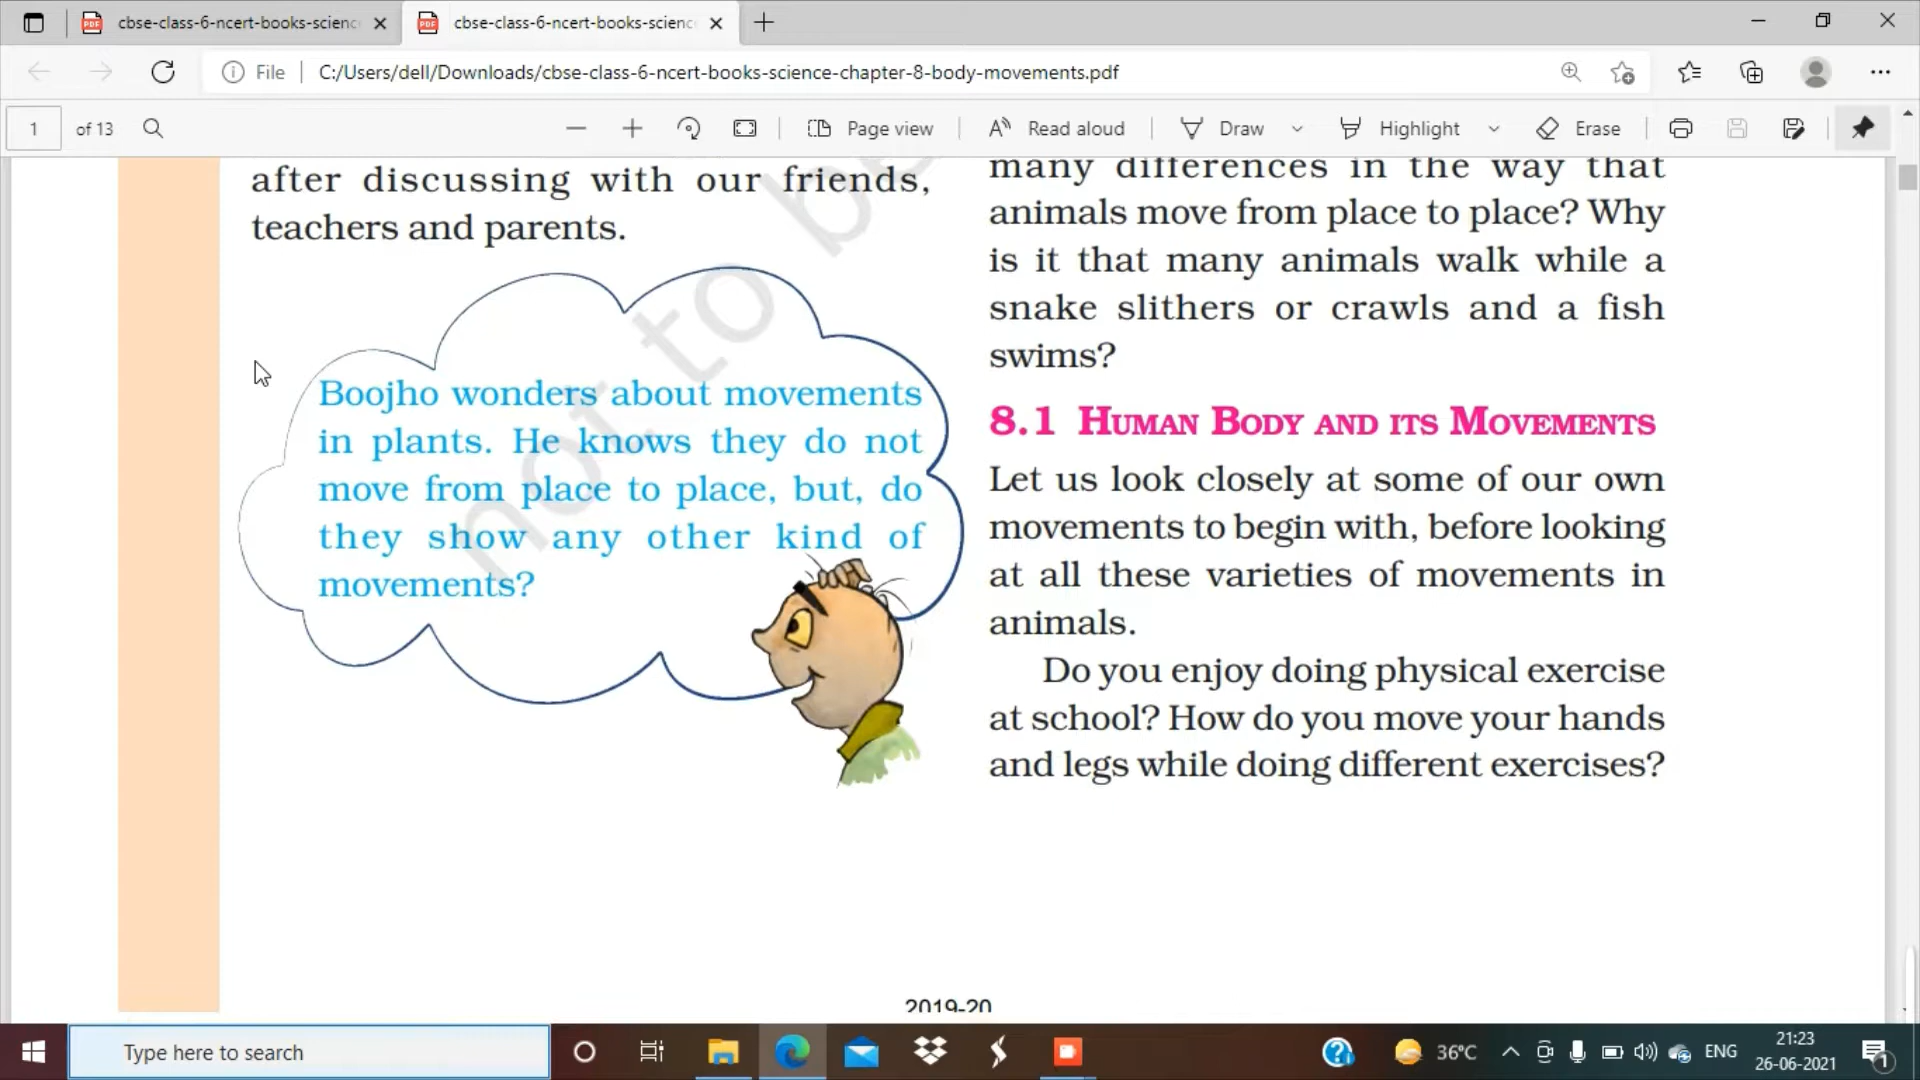 cbse-class-6-ncert-books-science
cbse-class-6-ncert-books-science
File
C:/Users/dell/Downloads/cbse-class-6-ncert-books-science-chapter-8-body-movements.pdf
1 of 13
Page view
Read aloud
Draw
Highlight
Erase
after discussing with our friends,
teachers and parents.
not to be
Boojho wonders about movements
in plants. He knows they do not
move from place to place, but, do
they show any other kind of
movements?
many differences in the way that
animals move from place to place? Why
is it that many animals walk while a
snake slithers or crawls and a fish
swims?
8.1 HUMAN BODY AND ITS MOVEMENTS
Let us look closely at some of our own
movements to begin with, before looking
at all these varieties of movements in
animals.
Do you enjoy doing physical exercise
at school? How do you move your hands
and legs while doing different exercises?
2019-20
Type here to search
36°C
ENG
21:23
26-06-2021
1